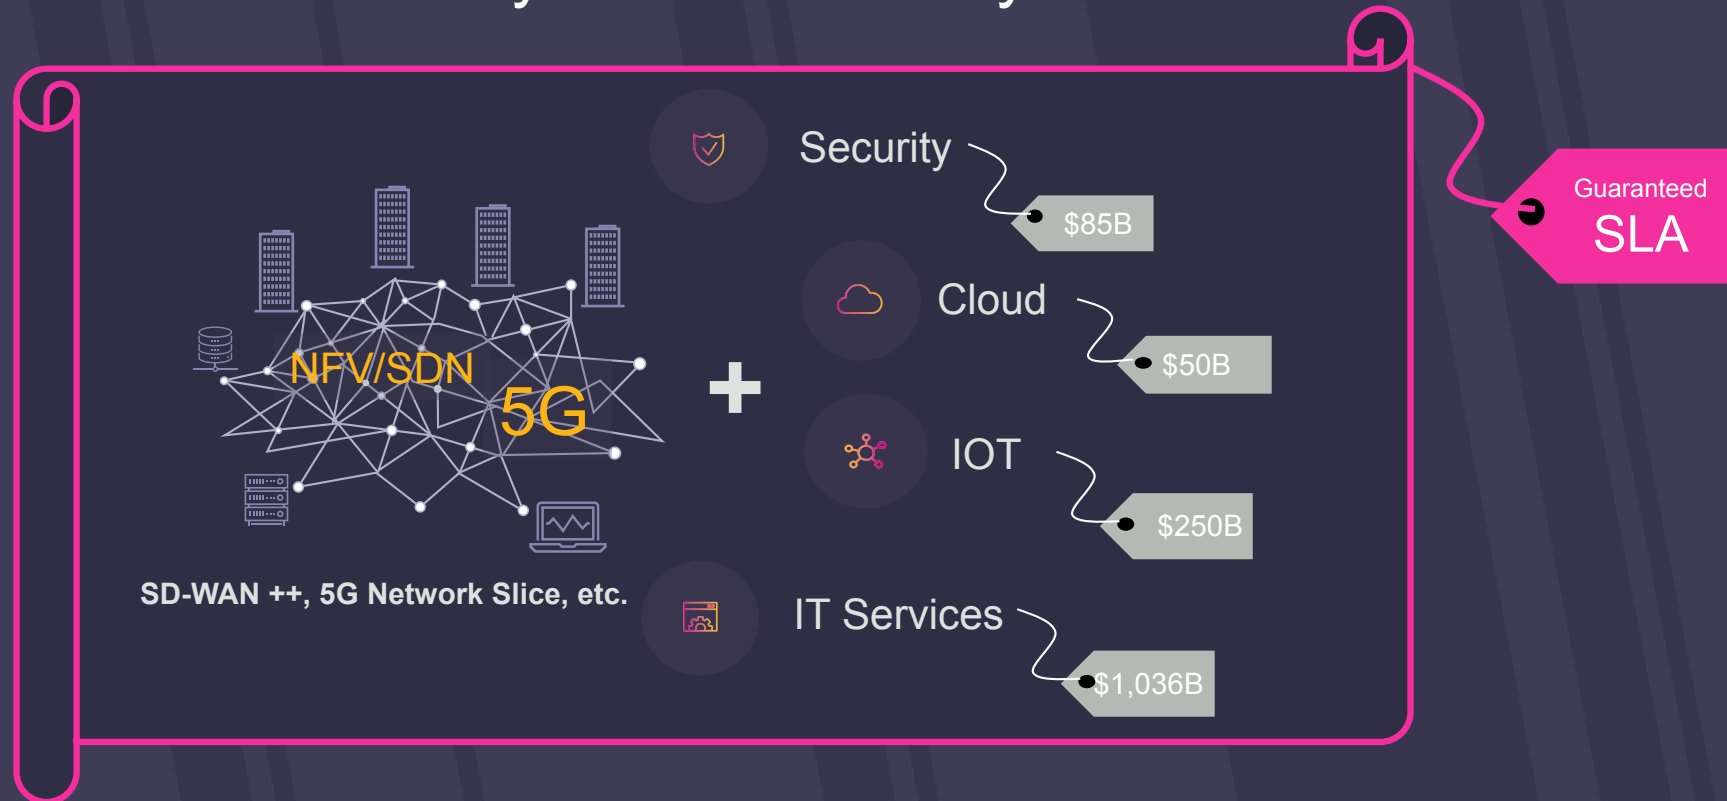 Security
$85B
Guaranteed
SLA
Cloud
$50B
NFV/SDN
5G
IOT
$250B
SD-WAN ++, 5G Network Slice, etc.
IT Services
$1,036B